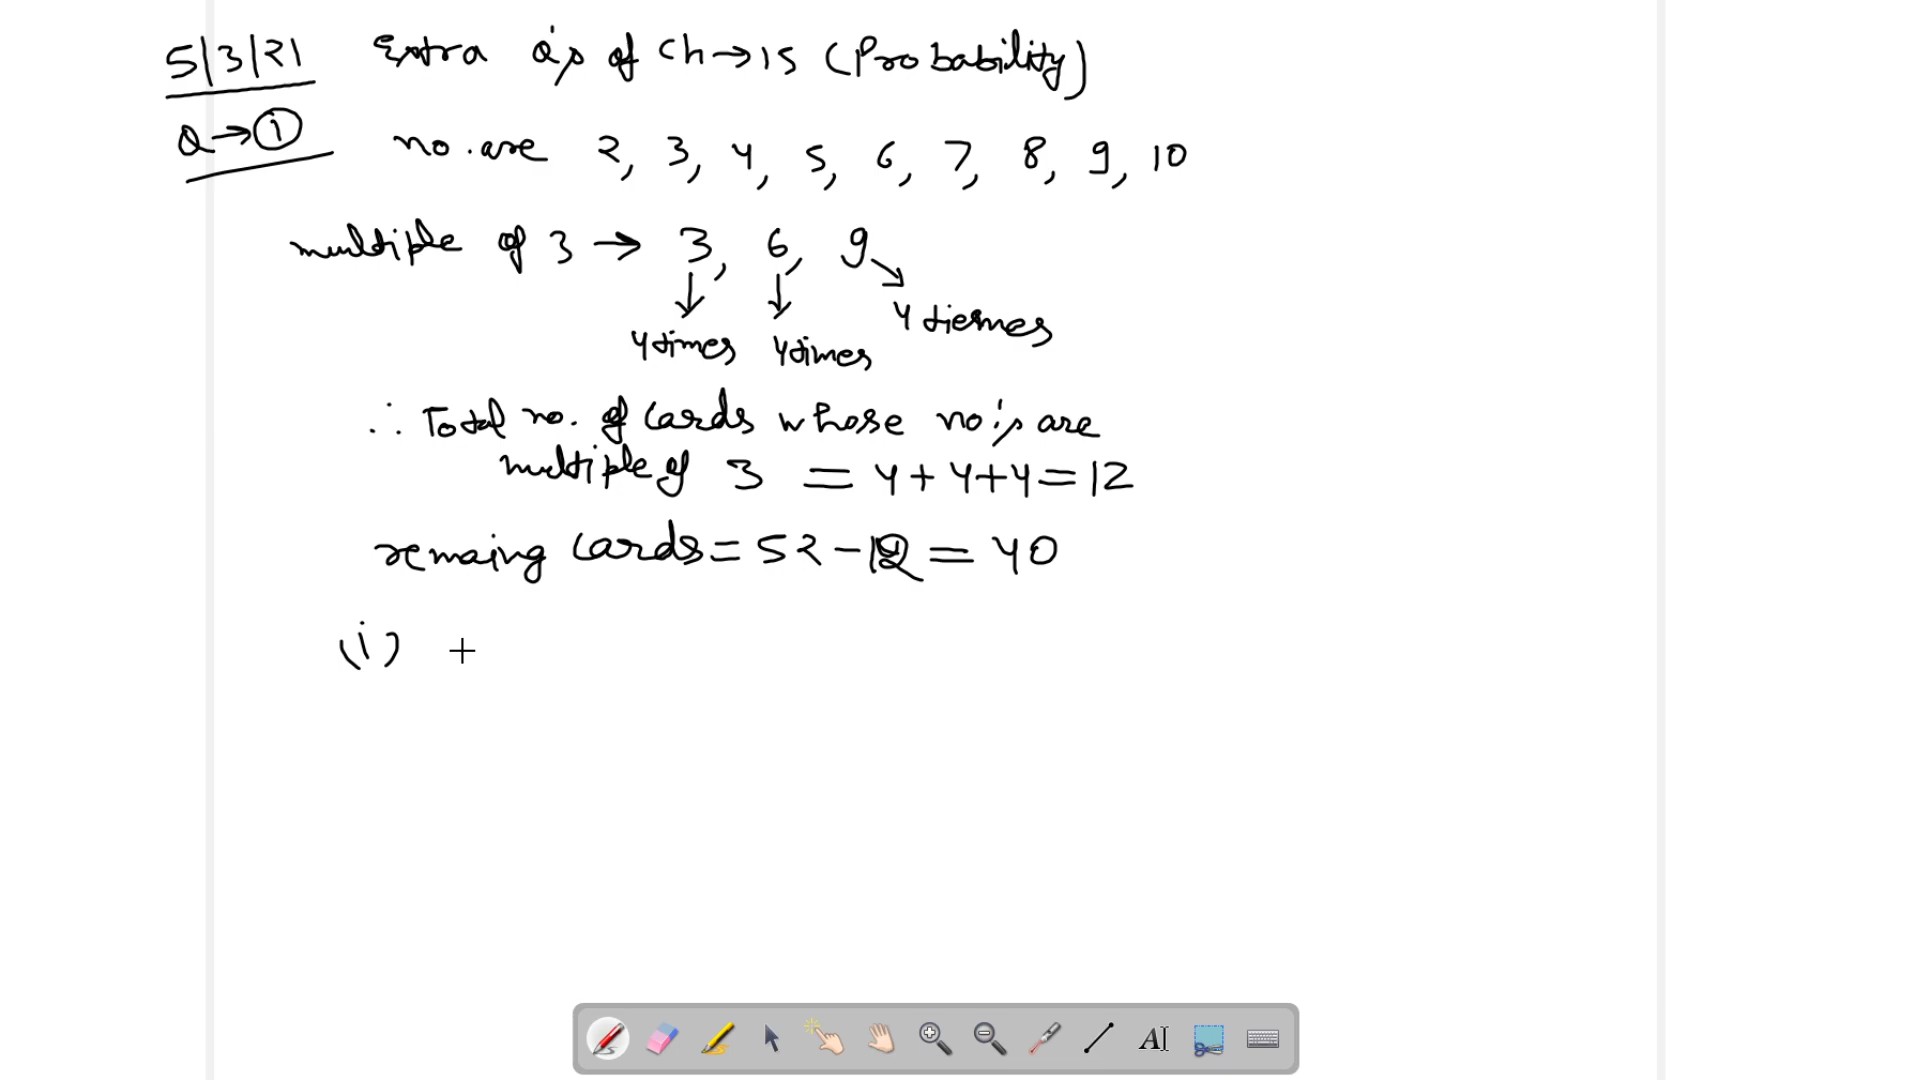 5/3/21 Extra Q's of Ch→15 (Probability)
Q→① no. are 2, 3, 4, 5, 6, 7, 8, 9, 10
multiple of 3 → 3, 6, 9
4 times 4 times 4 tiemes
∴ Total no. of cards whose no's are
multiple of 3 = 4+4+4=12
remaing cards = 52-12 = 40
(i)
AI